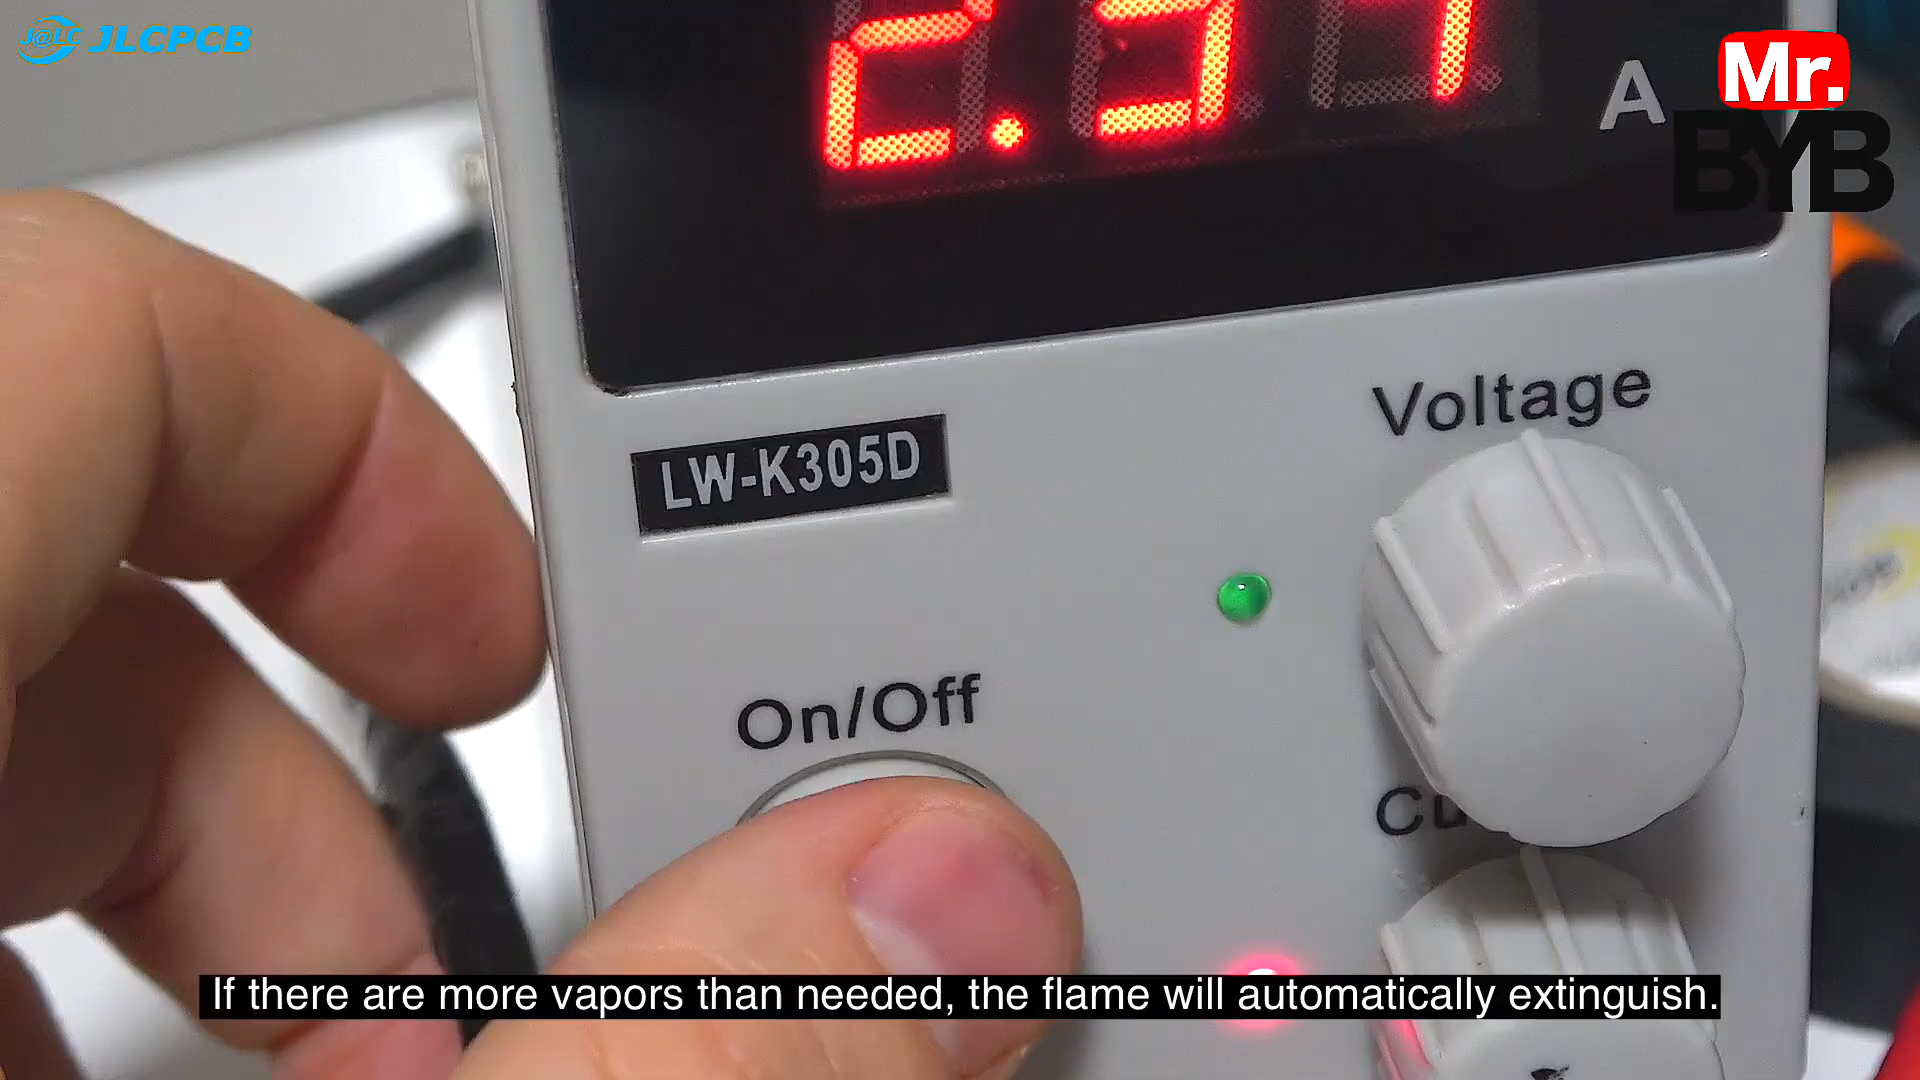 J@LC JLCPCB
Mr.
BYB
A
LW-K305D
Voltage
On/Off
If there are more vapors than needed, the flame will automatically extinguish.